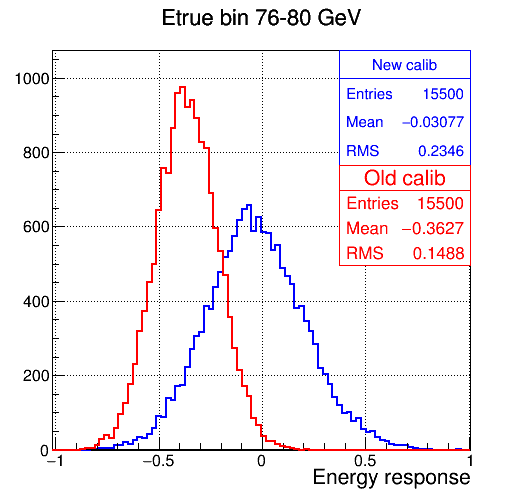 Etrue bin 76-80 GeV
New calib
Entries 15500
Mean −0.03077
RMS 0.2346
Old calib
Entries 15500
Mean −0.3627
RMS 0.1488
1000
800
600
400
200
0
−1 −0.5 0 0.5 1
Energy response